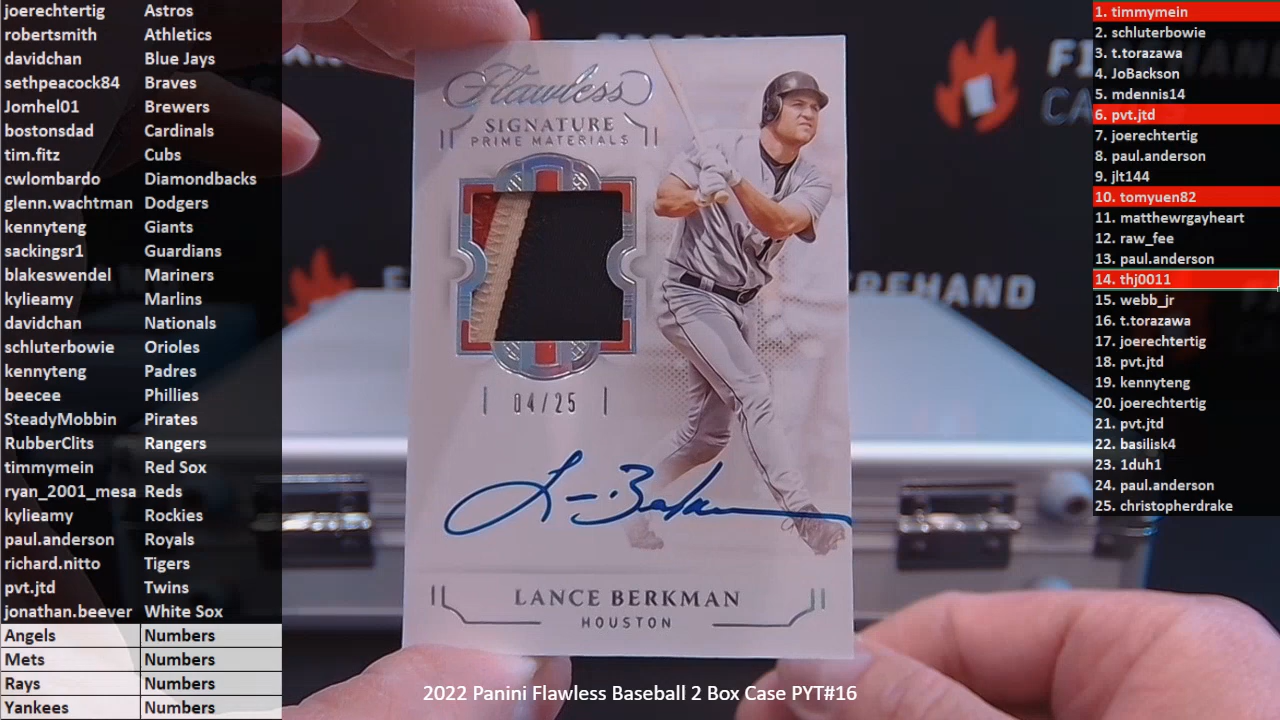 joerechtertig Astros
robertsmith Athletics
davidchan Blue Jays
sethpeacock84 Braves
Jomhel01 Brewers
bostonsdad Cardinals
tim.fitz Cubs
cwlombardo Diamondbacks
glenn.wachtman Dodgers
kennyteng Giants
sackingsr1 Guardians
blakeswendel Mariners
kylieamy Marlins
davidchan Nationals
schluterbowie Orioles
kennyteng Padres
beecee Phillies
SteadyMobbin Pirates
RubberClits Rangers
timmymein Red Sox
ryan_2001_mesa Reds
kylieamy Rockies
paul.anderson Royals
richard.nitto Tigers
pvt.jtd Twins
jonathan.beever White Sox
Angels Numbers
Mets Numbers
Rays Numbers
Yankees Numbers
Flawless
SIGNATURE
PRIME MATERIALS
04/25
L Berkman
LANCE BERKMAN
HOUSTON
2022 Panini Flawless Baseball 2 Box Case PYT#16
1. timmymein
2. schluterbowie
3. t.torazawa
4. JoBackson
5. mdennis14
6. pvt.jtd
7. joerechtertig
8. paul.anderson
9. jlt144
10. tomyuen82
11. matthewrgayheart
12. raw_fee
13. paul.anderson
14. thj0011
15. webb_jr
16. t.torazawa
17. joerechtertig
18. pvt.jtd
19. kennyteng
20. joerechtertig
21. pvt.jtd
22. basilisk4
23. 1duh1
24. paul.anderson
25. christopherdrake